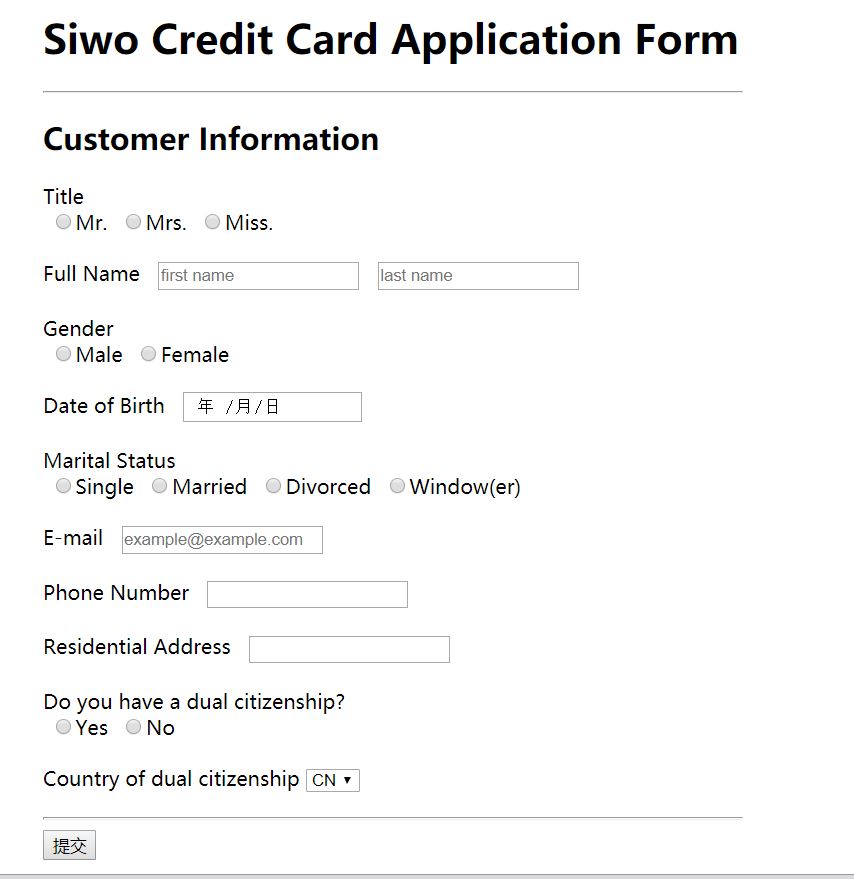 Siwo Credit Card Application Form
Customer Information
Title
Mr. Mrs. Miss.
Full Name first name last name
Gender
Male Female
Date of Birth 年 /月/日
Marital Status
Single Married Divorced Window(er)
E-mail example@example.com
Phone Number
Residential Address
Do you have a dual citizenship?
Yes No
Country of dual citizenship CN
提交